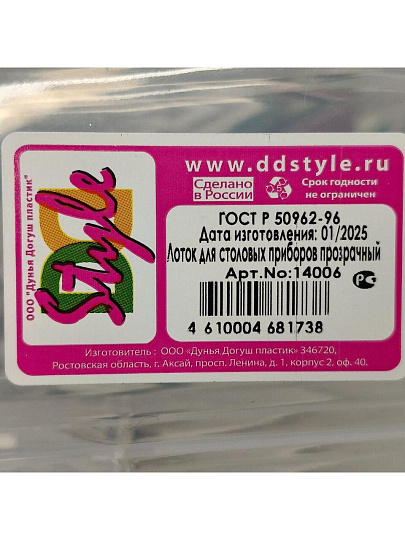 ООО "Дунья Догуш пластик"
DD Style
www.ddstyle.ru
Сделано
в России
Срок годности
не ограничен
ГОСТ Р 50962-96
Дата изготовления: 01/2025
Лоток для столовых приборов прозрачный
Арт.No:14006
4 610004 681738
Изготовитель : ООО «Дунья Догуш пластик» 346720,
Ростовская область, г. Аксай, просп. Ленина, д. 1, корпус 2, оф. 40.